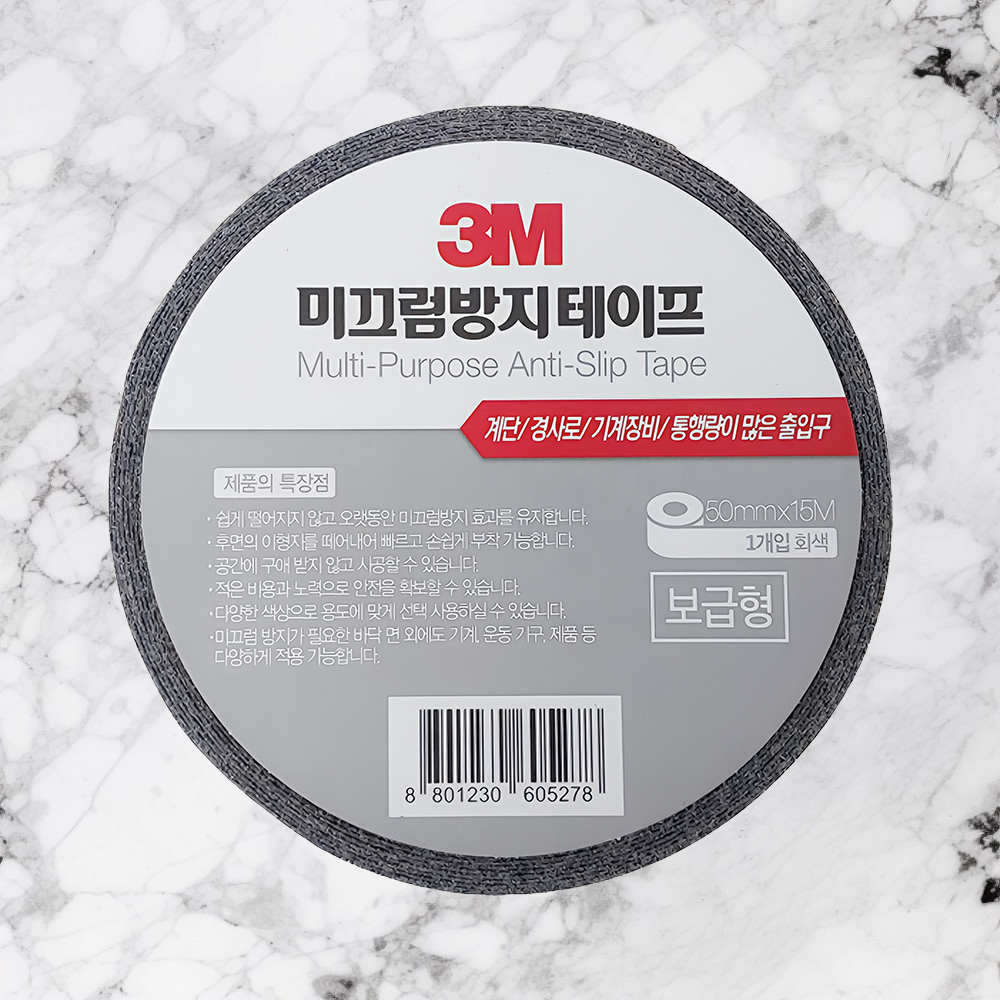 3M
미끄럼방지 테이프
Multi-Purpose Anti-Slip Tape
계단/경사로/기계장비/통행량이 많은 출입구
제품의 특장점
· 쉽게 떨어지지 않고 오랫동안 미끄럼방지 효과를 유지합니다.
· 후면의 이형지를 떼어내어 빠르고 손쉽게 부착 가능합니다.
· 공간에 구애 받지 않고 시공할 수 있습니다.
· 적은 비용과 노력으로 안전을 확보할 수 있습니다.
· 다양한 색상으로 용도에 맞게 선택 사용하실 수 있습니다.
· 미끄럼 방지가 필요한 바닥 면 외에도 기계, 운동 기구, 제품 등
다양하게 적용 가능합니다.
50mmx15M
1개입 회색
보급형
8 801230 605278